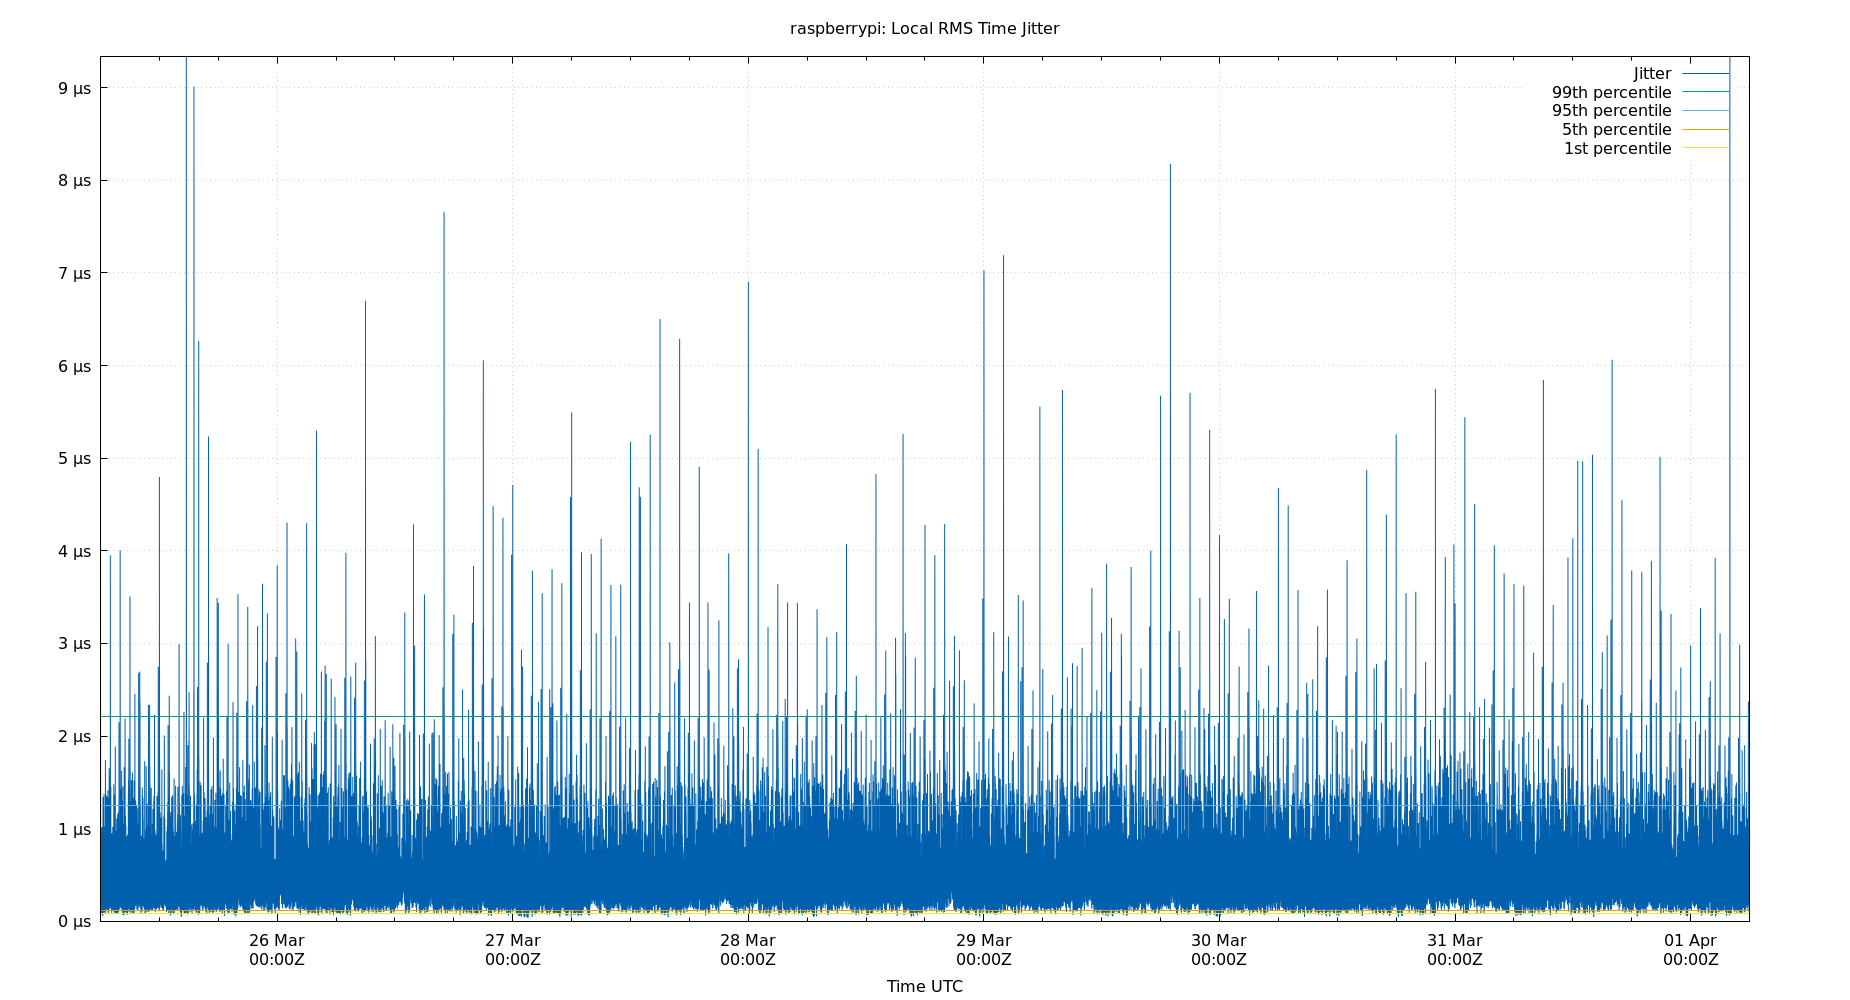 raspberrypi: Local RMS Time Jitter
Jitter
99th percentile
95th percentile
5th percentile
1st percentile
9 µs
8 µs
7 µs
6 µs
5 µs
4 µs
3 µs
2 µs
1 µs
0 µs
26 Mar 27 Mar 28 Mar 29 Mar 30 Mar 31 Mar 01 Apr
00:00Z 00:00Z 00:00Z 00:00Z 00:00Z 00:00Z 00:00Z
Time UTC